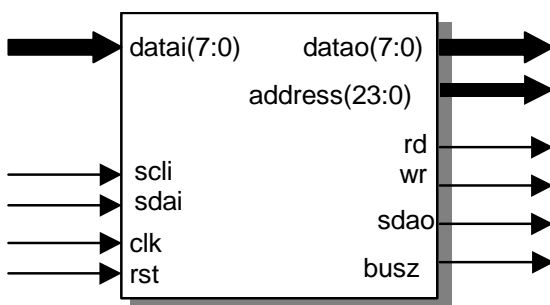 datai(7:0) datao(7:0)
address(23:0)
rd
scli
wr
sdai
sdao
clk
busz
rst